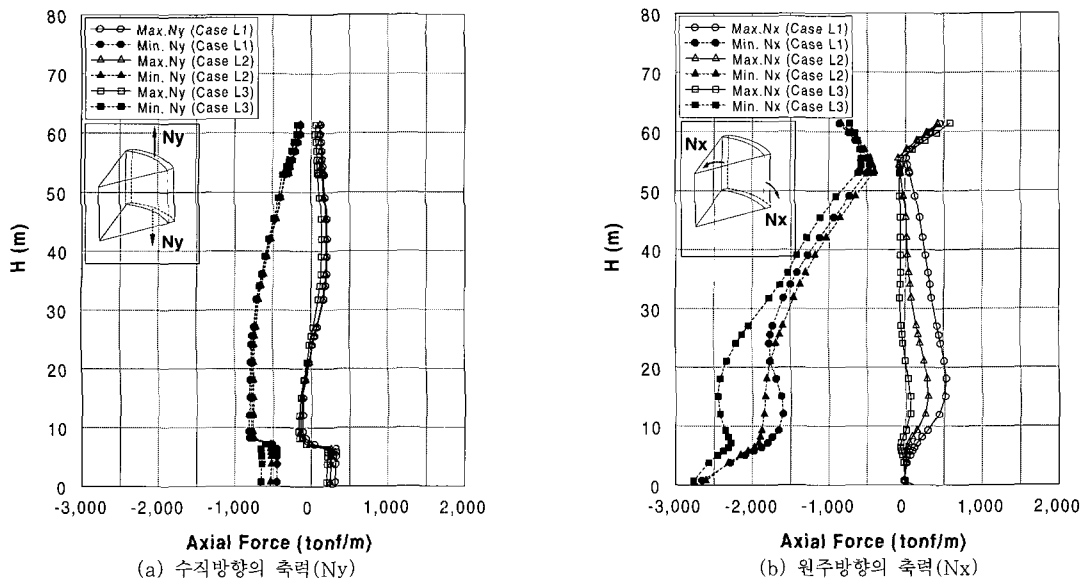 80
70
60
50
40
30
20
10
0
H (m)
Max.Ny (Case L1)
Min. Ny (Case L1)
Max.Ny (Case L2)
Min. Ny (Case L2)
Max.Ny (Case L3)
Min. Ny (Case L3)
Ny
Ny
-3,000 -2,000 -1,000 0 1,000 2,000
Axial Force (tonf/m)
(a) 수직방향의 축력(Ny)
80
70
60
50
40
30
20
10
0
H (m)
Max.Nx (Case L1)
Min. Nx (Case L1)
Max.Nx (Case L2)
Min. Nx (Case L2)
Max.Nx (Case L3)
Min. Nx (Case L3)
Nx
Nx
-3,000 -2,000 -1,000 0 1,000 2,000
Axial Force (tonf/m)
(b) 원주방향의 축력(Nx)